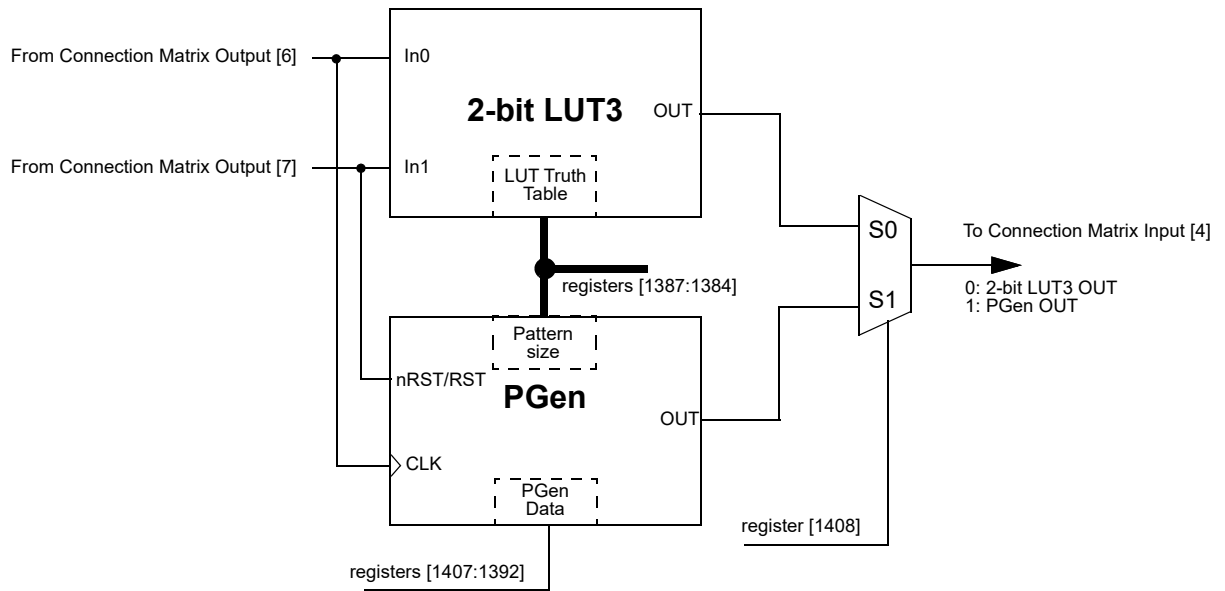 From Connection Matrix Output [6]
In0
2-bit LUT3
OUT
From Connection Matrix Output [7]
In1
LUT Truth
Table
S0
To Connection Matrix Input [4]
registers [1387:1384]
0: 2-bit LUT3 OUT
S1
1: PGen OUT
Pattern
size
nRST/RST
PGen
OUT
CLK
PGen
Data
register [1408]
registers [1407:1392]